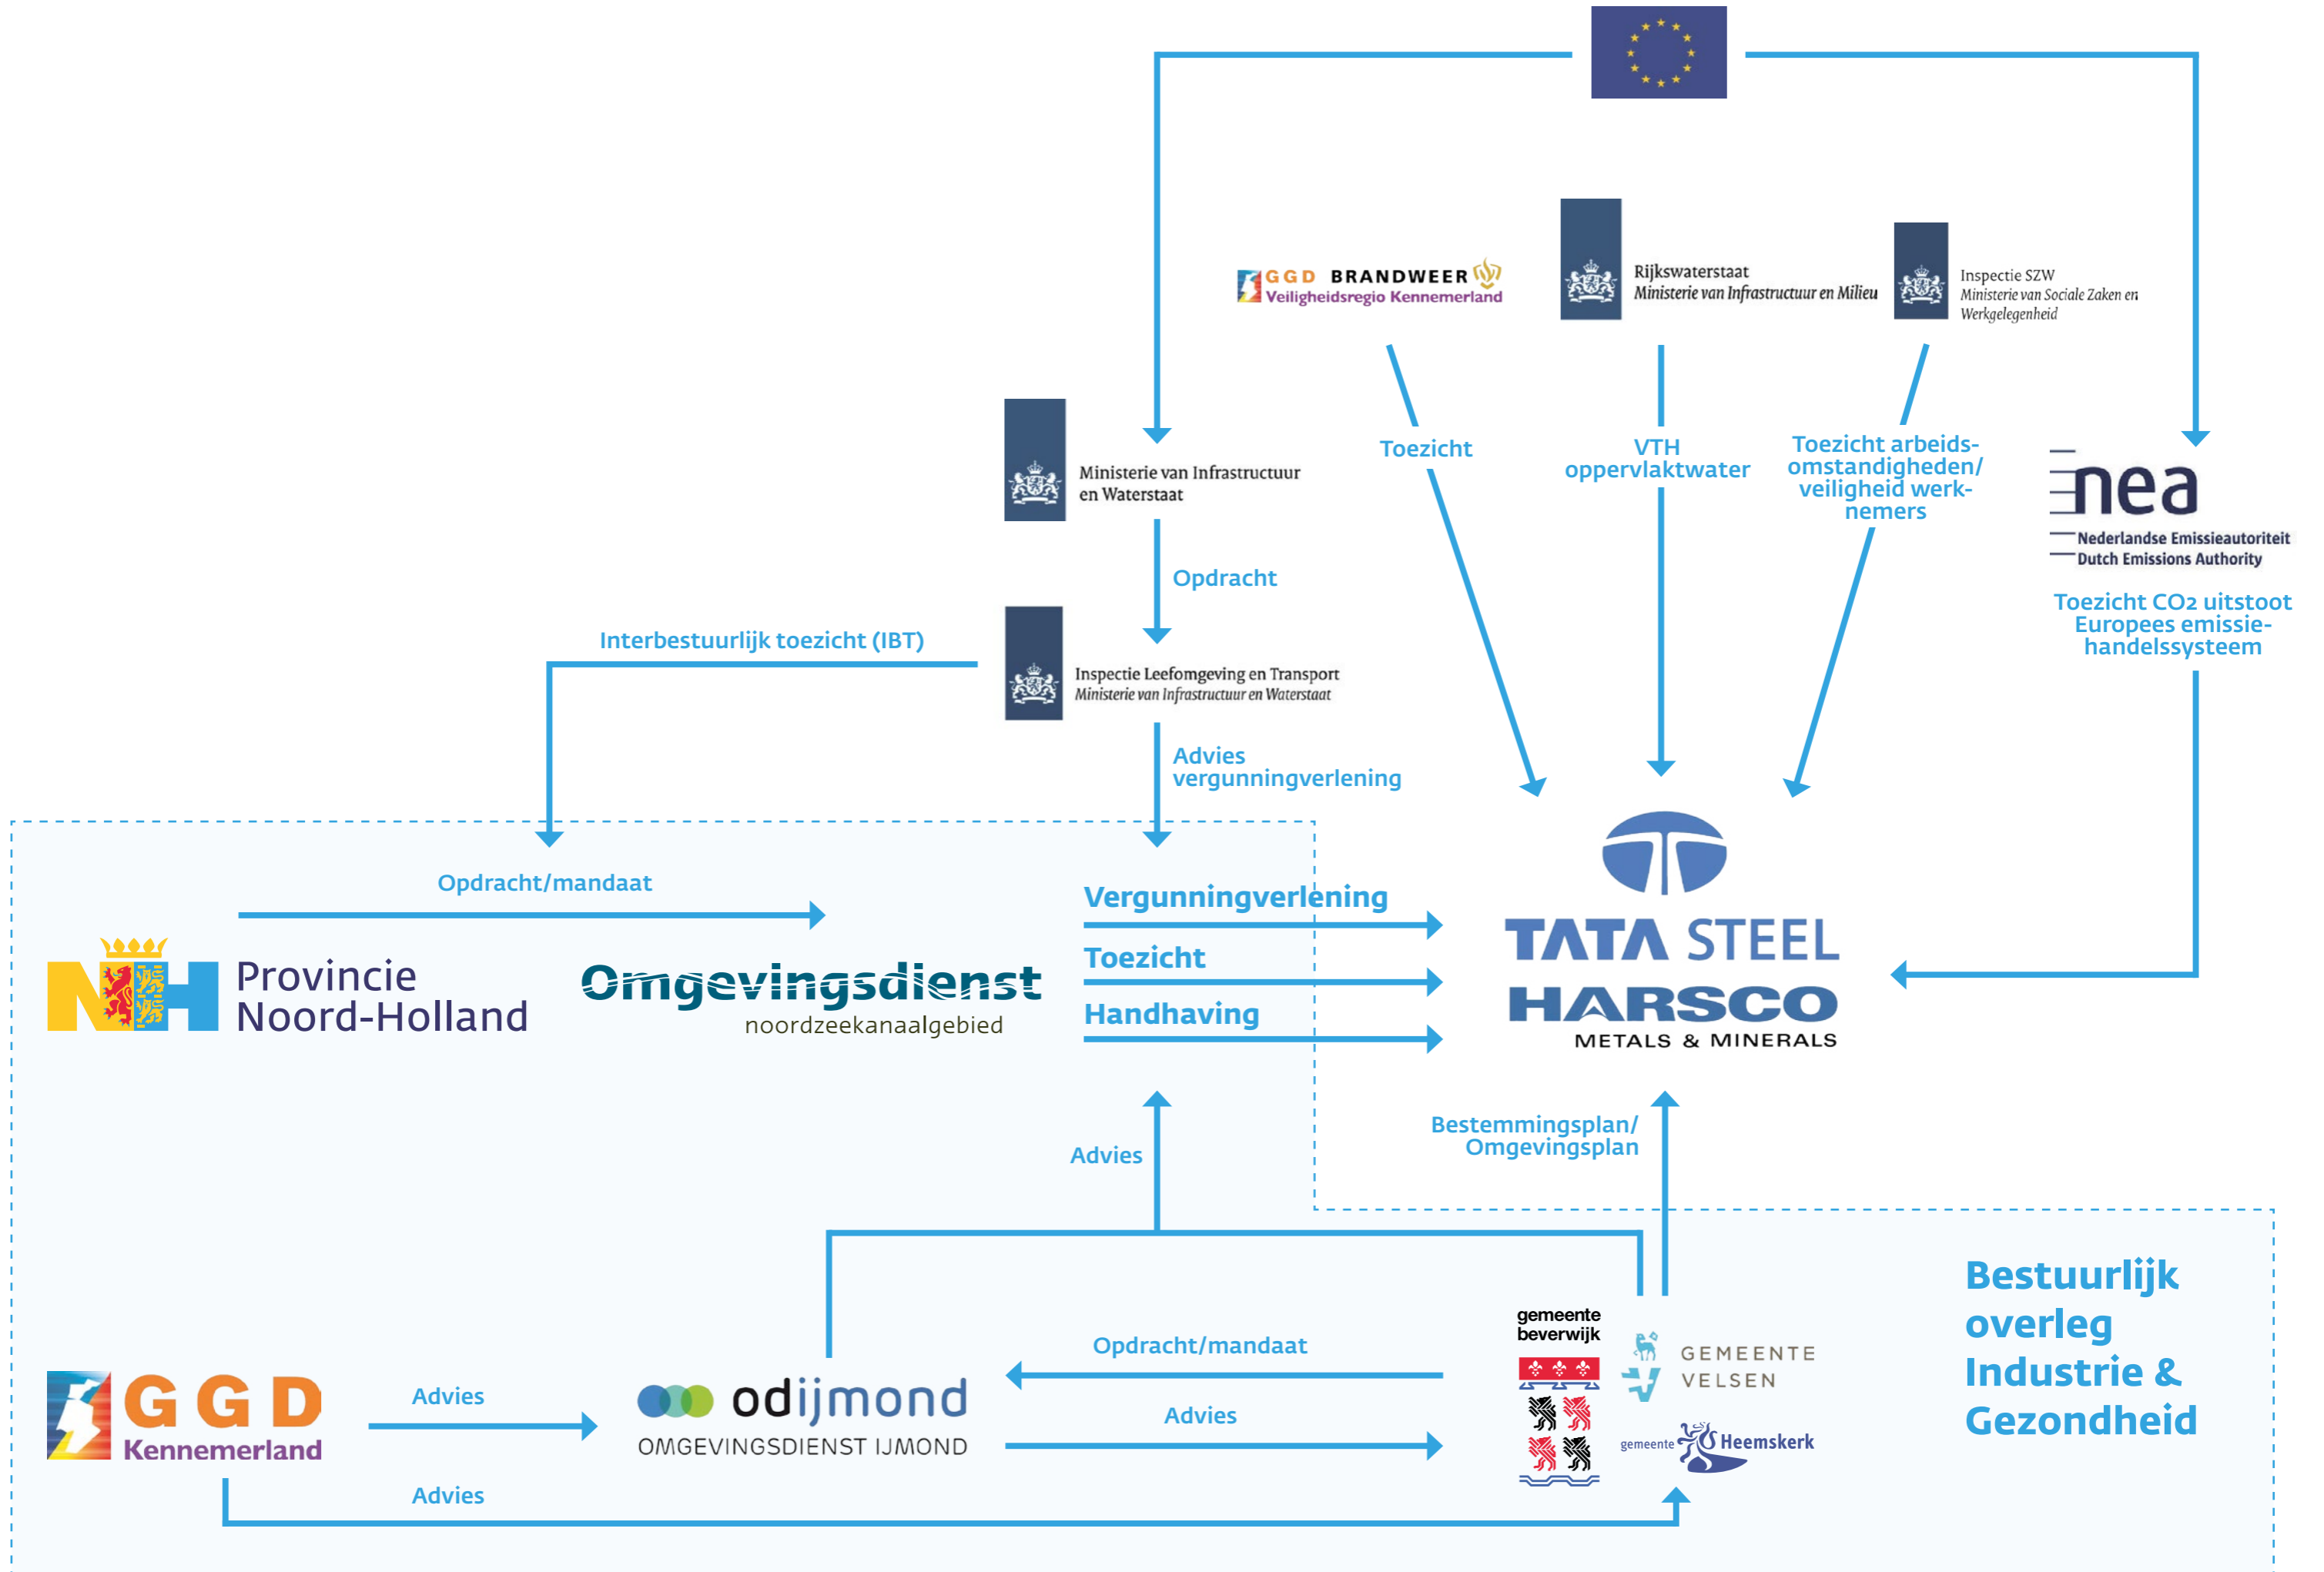 GGD BRANDWEER
Veiligheidsregio Kennemerland
Rijkswaterstaat
Ministerie van Infrastructuur en Milieu
Inspectie SZW
Ministerie van Sociale Zaken en
Werkgelegenheid
Toezicht
VTH
oppervlaktwater
Toezicht arbeids-
omstandigheden/
veiligheid werk-
nemers
Ministerie van Infrastructuur
en Waterstaat
nea
Nederlandse Emissieautoriteit
Dutch Emissions Authority
Opdracht
Toezicht CO2 uitstoot
Europees emissie-
handelssysteem
Interbestuurlijk toezicht (IBT)
Inspectie Leefomgeving en Transport
Ministerie van Infrastructuur en Waterstaat
Advies
vergunningverlening
Opdracht/mandaat
Vergunningverlening
Toezicht
Handhaving
NH
Provincie
Noord-Holland
Omgevingsdienst
noordzeekanaalgebied
TATA STEEL
HARSCO
METALS & MINERALS
Advies
Bestemmingsplan/
Omgevingsplan
Bestuurlijk
overleg
Industrie &
Gezondheid
GGD
Kennemerland
Advies
Advies
odijmond
OMGEVINGSDIENST IJMOND
Opdracht/mandaat
Advies
gemeente
beverwijk
GEMEENTE
VELSEN
gemeente Heemskerk